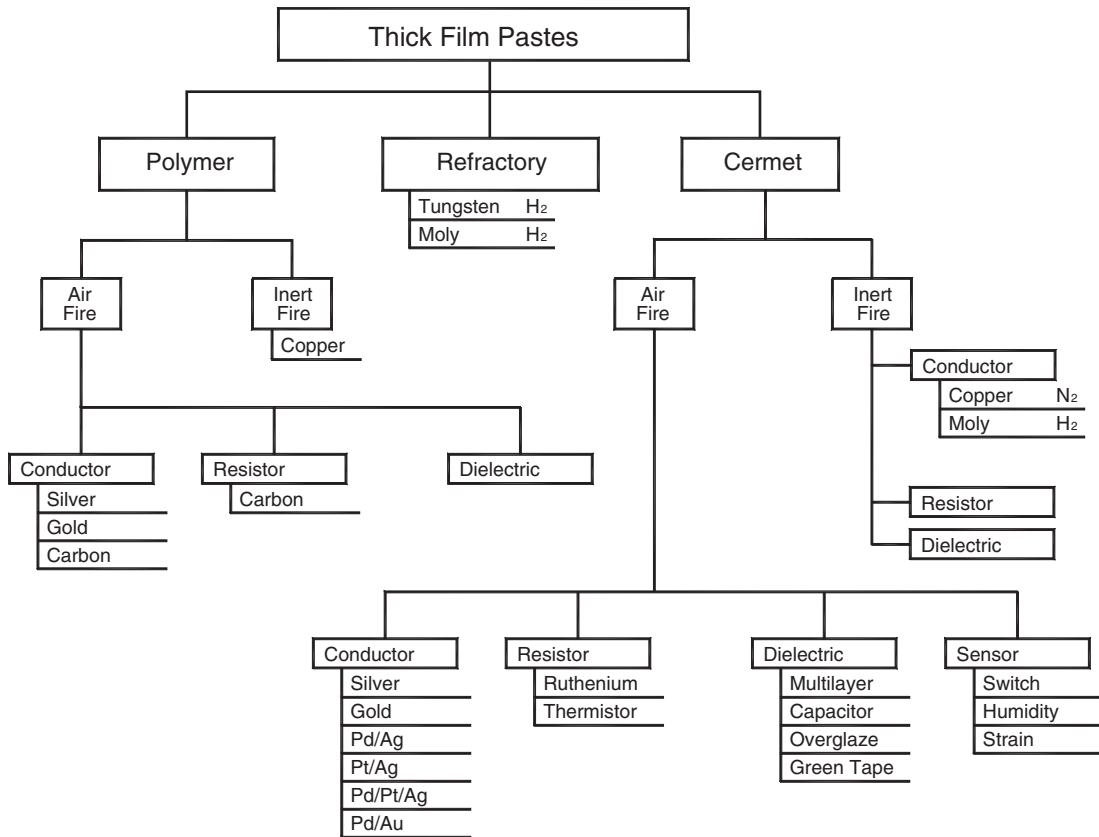 Thick Film Pastes
Polymer
Refractory
Cermet
Tungsten H₂
Moly H₂
Air
Fire
Inert
Fire
Air
Fire
Inert
Fire
Copper
Conductor
Copper N₂
Moly H₂
Conductor
Resistor
Dielectric
Silver
Carbon
Gold
Carbon
Resistor
Dielectric
Conductor
Resistor
Dielectric
Sensor
Silver
Gold
Pd/Ag
Pt/Ag
Pd/Pt/Ag
Pd/Au
Ruthenium
Thermistor
Multilayer
Capacitor
Overglaze
Green Tape
Switch
Humidity
Strain